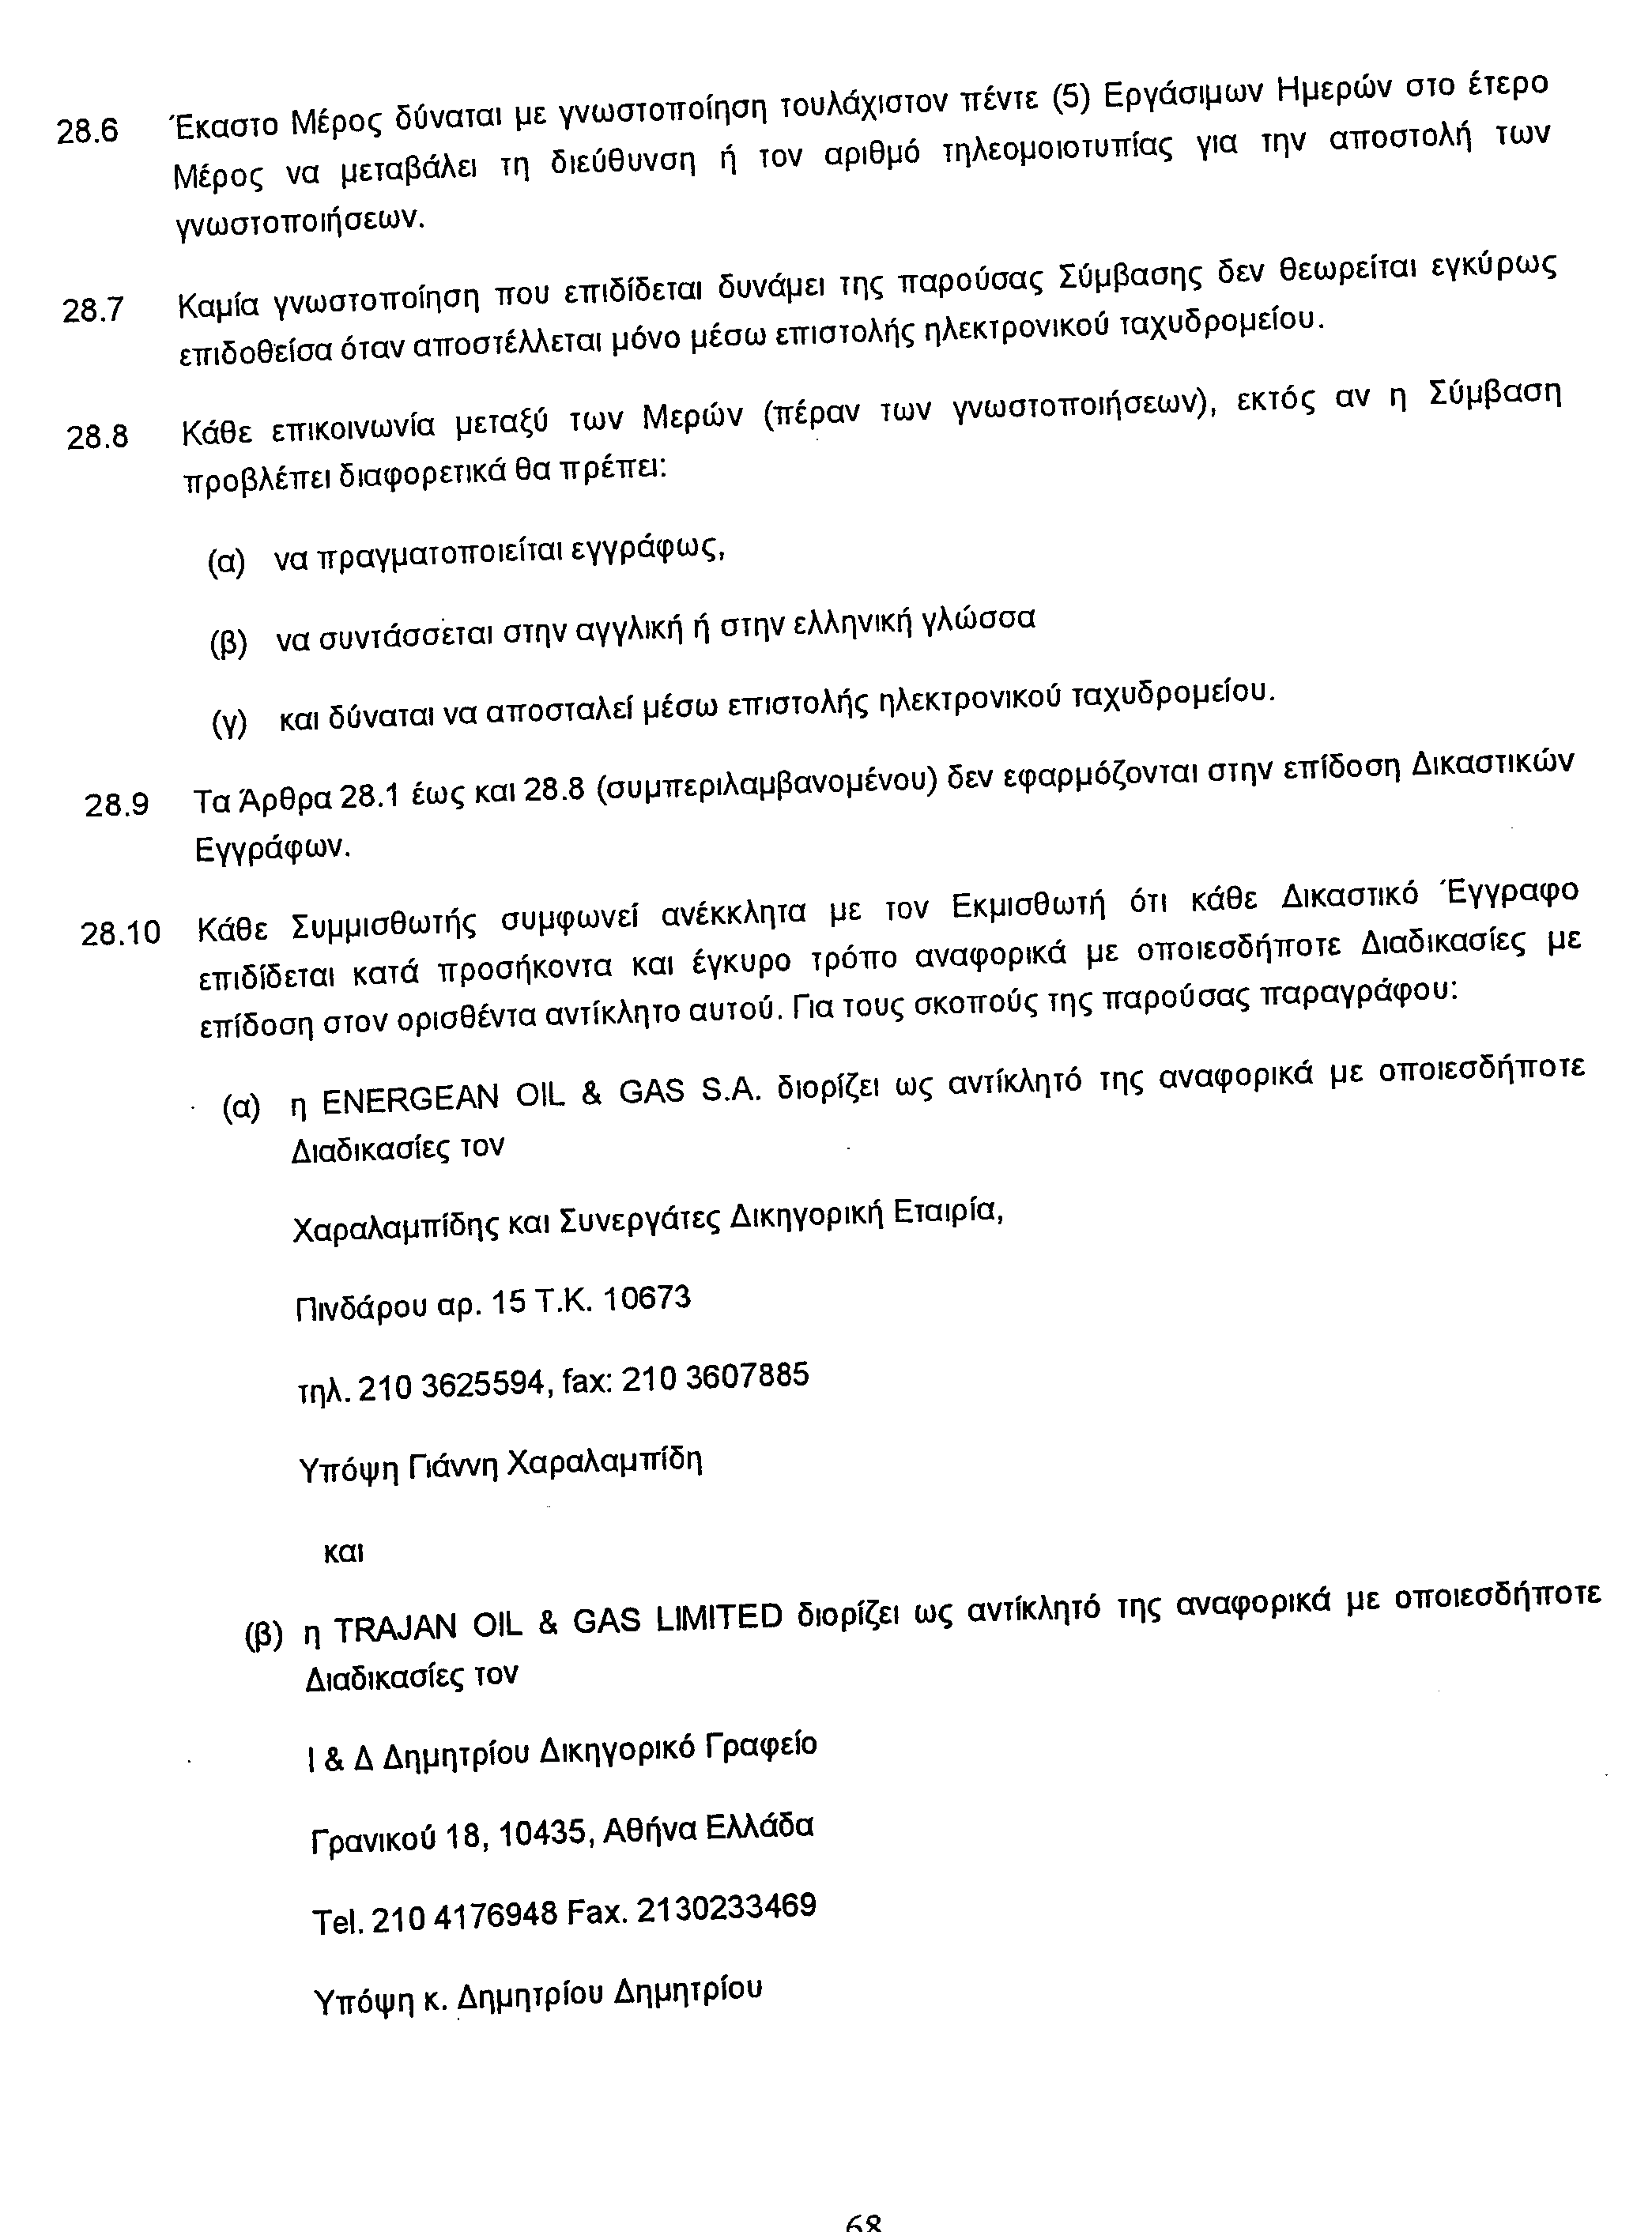 28.6 Έκαστο Μέρος δύναται με γνωστοποίηση τουλάχιστον πέντε (5) Εργάσιμων Ημερών στο έτερο
Μέρος να μεταβάλει τη διεύθυνση ή τον αριθμό τηλεομοιοτυπίας για την αποστολή των
γνωστοποιήσεων.
28.7 Καμία γνωστοποίηση που επιδίδεται δυνάμει της παρούσας Σύμβασης δεν θεωρείται εγκύρως
επιδοθείσα όταν αποστέλλεται μόνο μέσω επιστολής ηλεκτρονικού ταχυδρομείου.
28.8 Κάθε επικοινωνία μεταξύ των Μερών (πέραν των γνωστοποιήσεων), εκτός αν η Σύμβαση
προβλέπει διαφορετικά θα πρέπει:
(α) να πραγματοποιείται εγγράφως,
(β) να συντάσσεται στην αγγλική ή στην ελληνική γλώσσα
(γ) και δύναται να αποσταλεί μέσω επιστολής ηλεκτρονικού ταχυδρομείου.
28.9 Τα Άρθρα 28.1 έως και 28.8 (συμπεριλαμβανομένου) δεν εφαρμόζονται στην επίδοση Δικαστικών
Εγγράφων.
28.10 Κάθε Συμμισθωτής συμφωνεί ανέκκλητα με τον Εκμισθωτή ότι κάθε Δικαστικό Έγγραφο
επιδίδεται κατά προσήκοντα και έγκυρο τρόπο αναφορικά με οποιεσδήποτε Διαδικασίες με
επίδοση στον ορισθέντα αντίκλητο αυτού. Για τους σκοπούς της παρούσας παραγράφου:
(α) η ENERGEAN OIL & GAS S.A. διορίζει ως αντίκλητό της αναφορικά με οποιεσδήποτε
Διαδικασίες τον
Χαραλαμπίδης και Συνεργάτες Δικηγορική Εταιρία,
Πινδάρου αρ. 15 Τ.Κ. 10673
τηλ. 210 3625594, fax: 210 3607885
Υπόψη Γιάννη Χαραλαμπίδη
και
(β) η TRAJAN OIL & GAS LIMITED διορίζει ως αντίκλητό της αναφορικά με οποιεσδήποτε
Διαδικασίες τον
Ι & Δ Δημητρίου Δικηγορικό Γραφείο
Γρανικού 18, 10435, Αθήνα Ελλάδα
Tel. 210 4176948 Fax. 2130233469
Υπόψη κ. Δημητρίου Δημητρίου
68